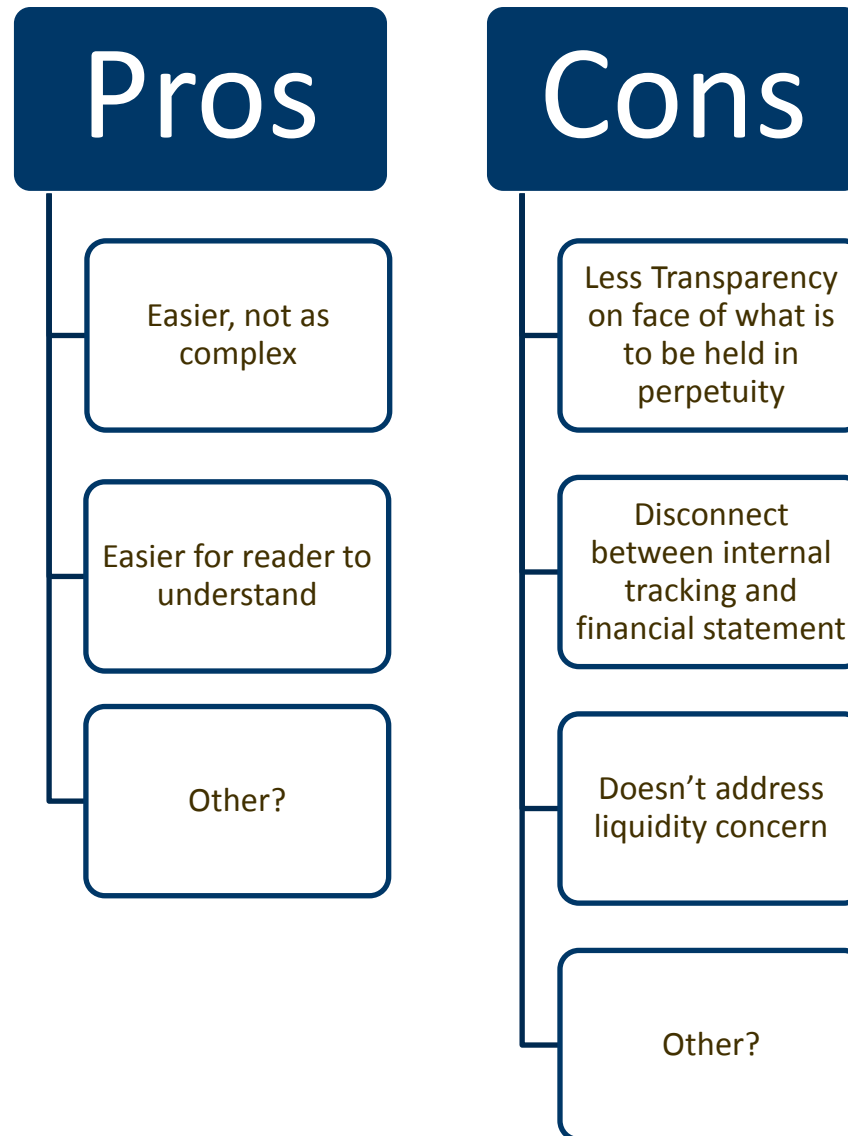 Pros
Easier, not as
complex
Easier for reader to
understand
Other?
Cons
Less Transparency
on face of what is
to be held in
perpetuity
Disconnect
between internal
tracking and
financial statement
Doesn’t address
liquidity concern
Other?